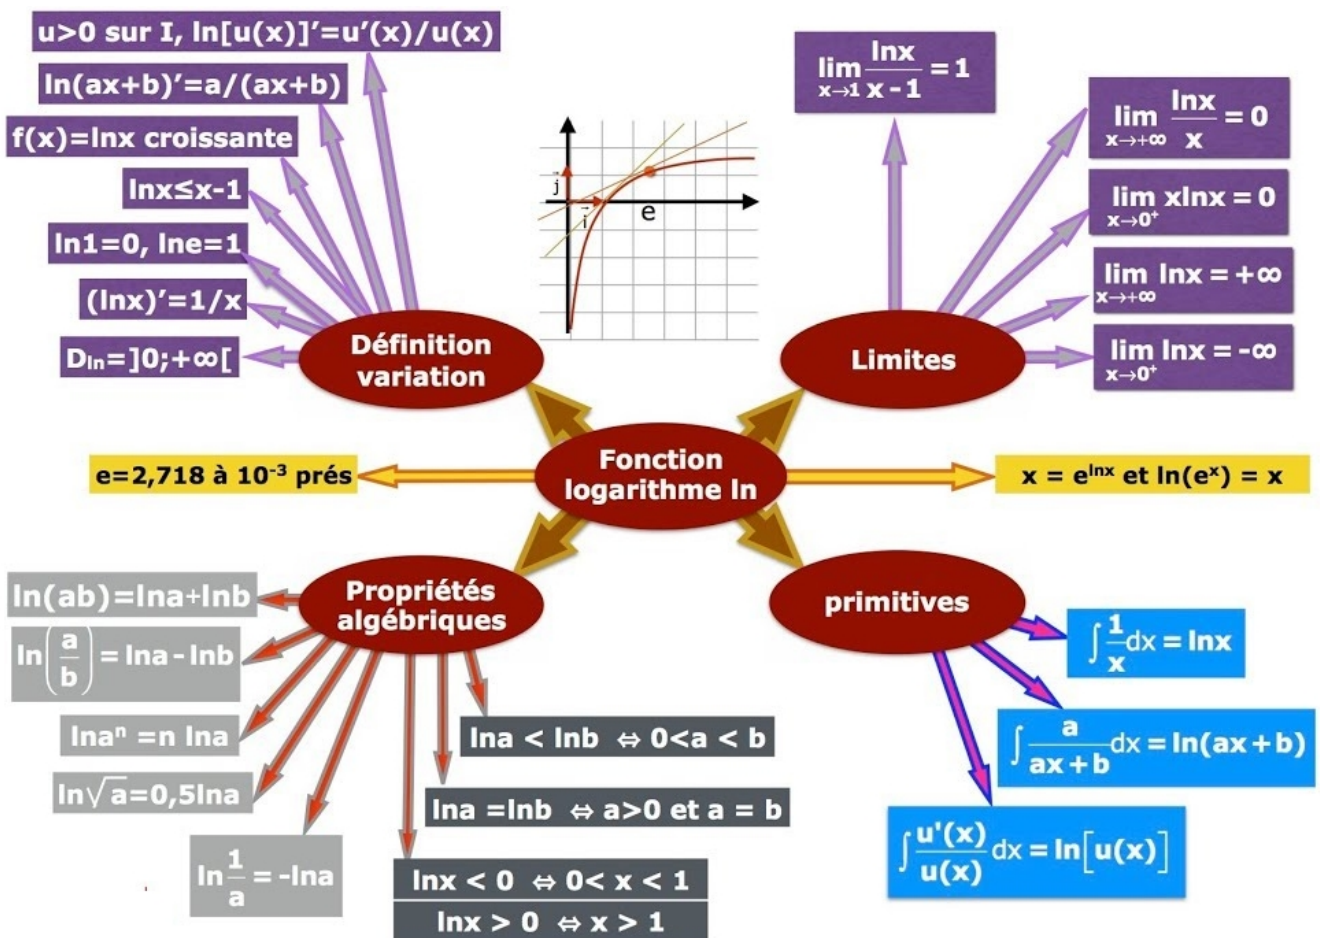 u>0 sur I, ln[u(x)]’=u’(x)/u(x)
ln(ax+b)’=a/(ax+b)
f(x)=lnx croissante
lnx≤x-1
ln1=0, lne=1
(lnx)’=1/x
Dln=]0;+∞[
Définition
variation
j
i
e
lim x→1 lnx/x-1 = 1
lim x→+∞ lnx/x = 0
lim x→0⁺ xlnx = 0
lim x→+∞ lnx = +∞
lim x→0⁺ lnx = -∞
Limites
Fonction
logarithme ln
e=2,718 à 10⁻³ prés
x = eˡⁿˣ et ln(eˣ) = x
Propriétés
algébriques
ln(ab)=lna+lnb
ln(a/b) = lna-lnb
lnaⁿ =n lna
ln√a=0,5lna
ln 1/a = -lna
lna < lnb ⇔ 0<a < b
lna =lnb ⇔ a>0 et a = b
lnx < 0 ⇔ 0< x < 1
lnx > 0 ⇔ x > 1
primitives
∫ 1/x dx = lnx
∫ a/ax+b dx = ln(ax+b)
∫ u'(x)/u(x) dx = ln[u(x)]